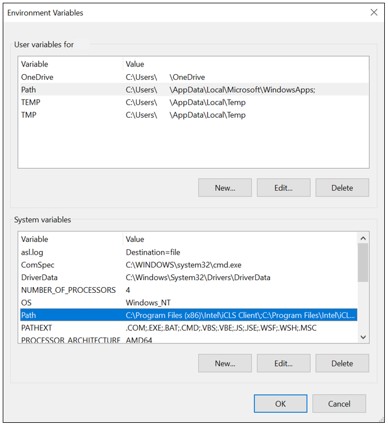 Environment Variables
User variables for
Variable Value
OneDrive C:\Users\ \OneDrive
Path C:\Users\ \AppData\Local\Microsoft\WindowsApps;
TEMP C:\Users\ \AppData\Local\Temp
TMP C:\Users\ \AppData\Local\Temp
New... Edit... Delete
System variables
Variable Value
asl.log Destination=file
ComSpec C:\WINDOWS\system32\cmd.exe
DriverData C:\Windows\System32\Drivers\DriverData
NUMBER_OF_PROCESSORS 4
OS Windows_NT
Path C:\Program Files (x86)\Intel\iCLS Client\;C:\Program Files\Intel\iCL...
PATHEXT .COM;.EXE;.BAT;.CMD;.VBS;.VBE;.JS;.JSE;.WSF;.WSH;.MSC
PROCESSOR_ARCHITECTURE AMD64
New... Edit... Delete
OK Cancel